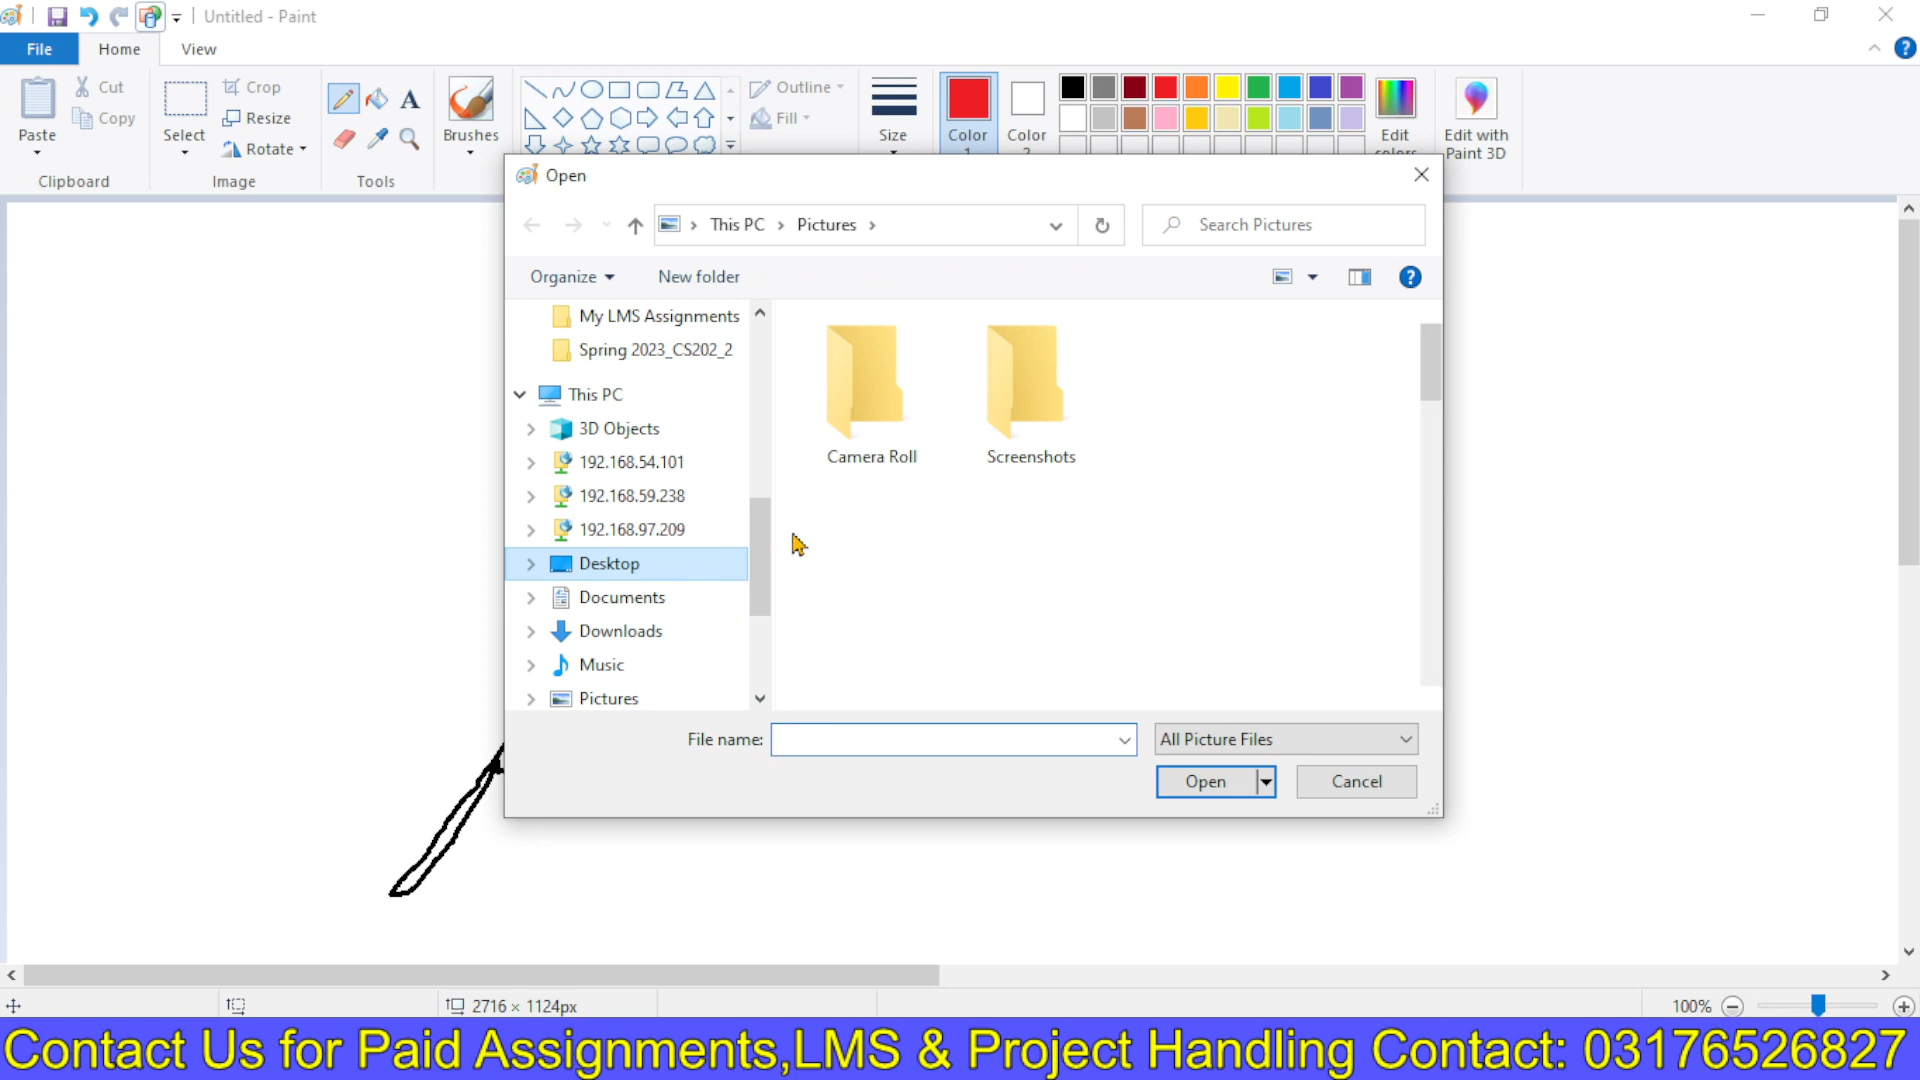 Untitled - Paint
File
Home
View
Paste
Cut
Copy
Clipboard
Select
Crop
Resize
Rotate
Image
A
Tools
Brushes
Outline
Fill
Size
Color
1
Color
2
Edit
colors
Edit with
Paint 3D
Open
This PC
Pictures
Search Pictures
Organize
New folder
My LMS Assignments
Spring 2023_CS202_2
This PC
3D Objects
192.168.54.101
192.168.59.238
192.168.97.209
Desktop
Documents
Downloads
Music
Pictures
Camera Roll
Screenshots
File name:
All Picture Files
Open
Cancel
2716 × 1124px
100%
Contact Us for Paid Assignments,LMS & Project Handling Contact: 03176526827